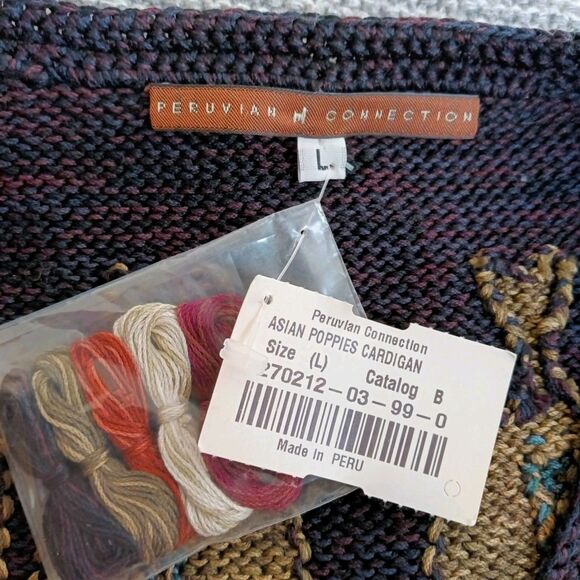 PERUVIAN CONNECTION
L
Peruvian Connection
ASIAN POPPIES CARDIGAN
Size (L) Catalog B
270212-03-99-0
Made in PERU